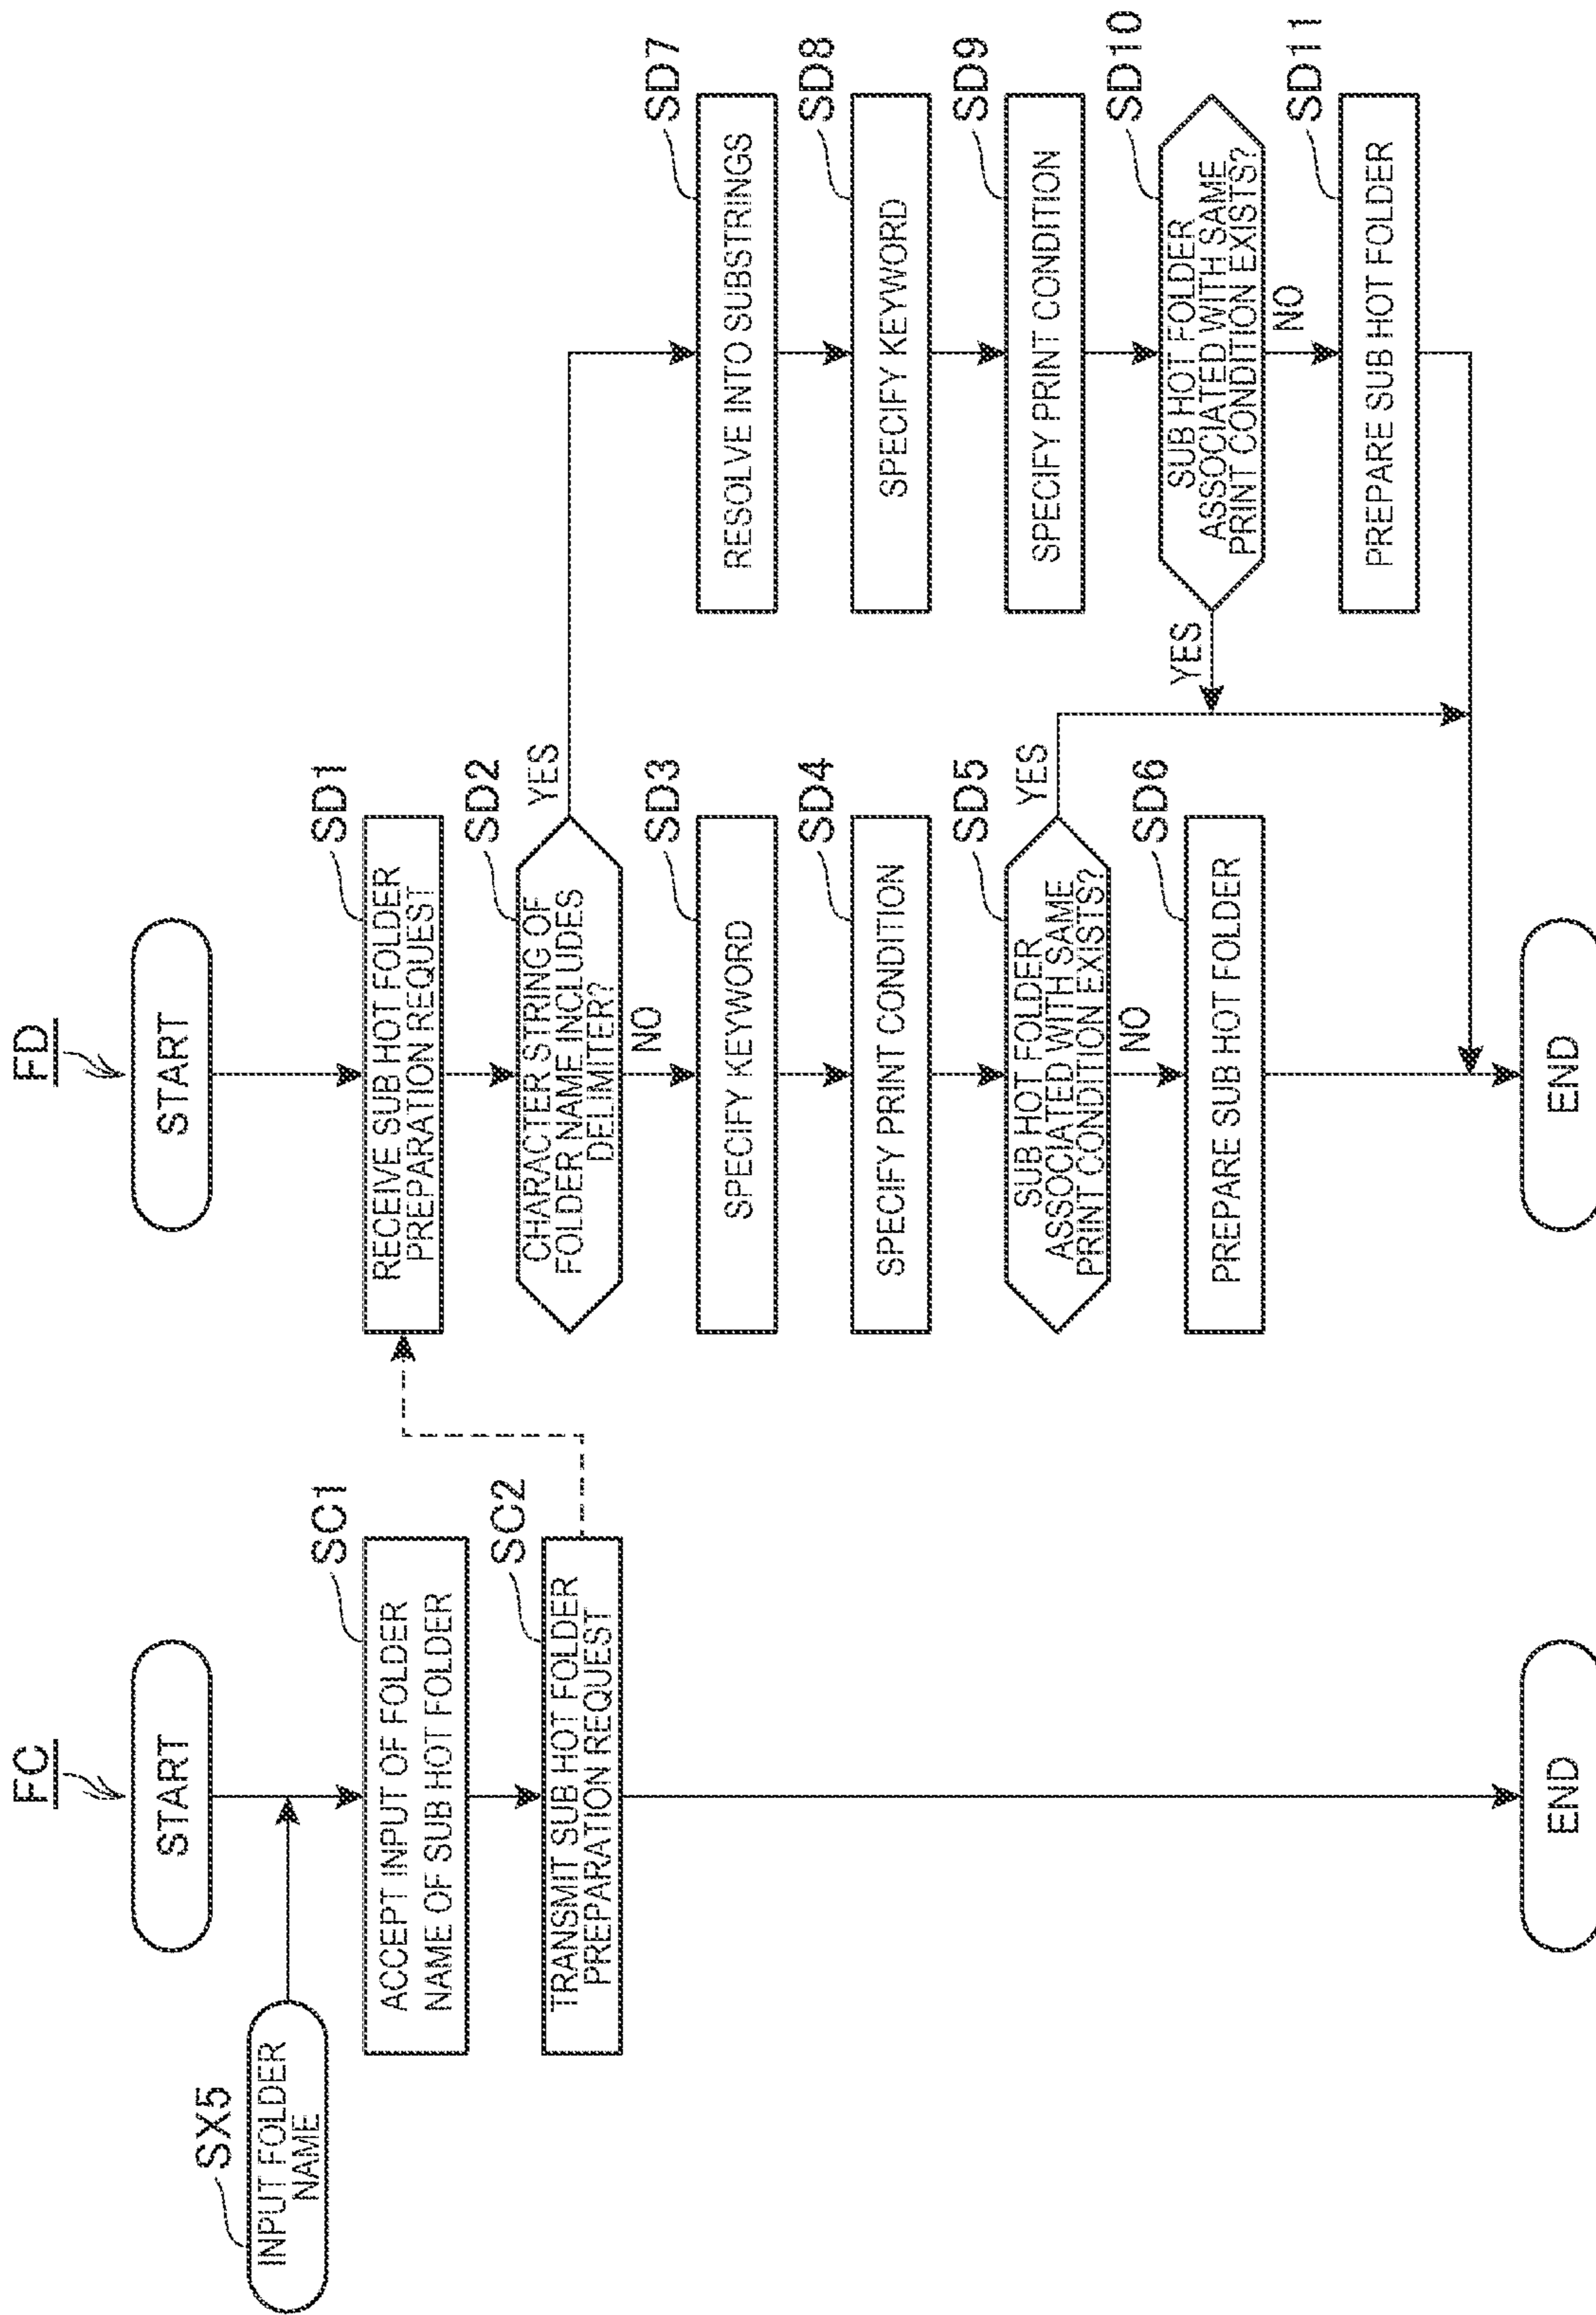 FC
START
SX5
INPUT FOLDER
NAME
SC1
ACCEPT INPUT OF FOLDER
NAME OF SUB HOT FOLDER
SC2
TRANSMIT SUB HOT FOLDER
PREPARATION REQUEST
END
FD
START
SD1
RECEIVE SUB HOT FOLDER
PREPARATION REQUEST
SD2
CHARACTER STRING OF
FOLDER NAME INCLUDES
DELIMITER?
YES
NO
SD3
SPECIFY KEYWORD
SD4
SPECIFY PRINT CONDITION
SD5
SUB HOT FOLDER
ASSOCIATED WITH SAME
PRINT CONDITION EXISTS?
YES
NO
SD6
PREPARE SUB HOT FOLDER
END
SD7
RESOLVE INTO SUBSTRINGS
SD8
SPECIFY KEYWORD
SD9
SPECIFY PRINT CONDITION
SD10
SUB HOT FOLDER
ASSOCIATED WITH SAME
PRINT CONDITION EXISTS?
YES
NO
SD11
PREPARE SUB HOT FOLDER